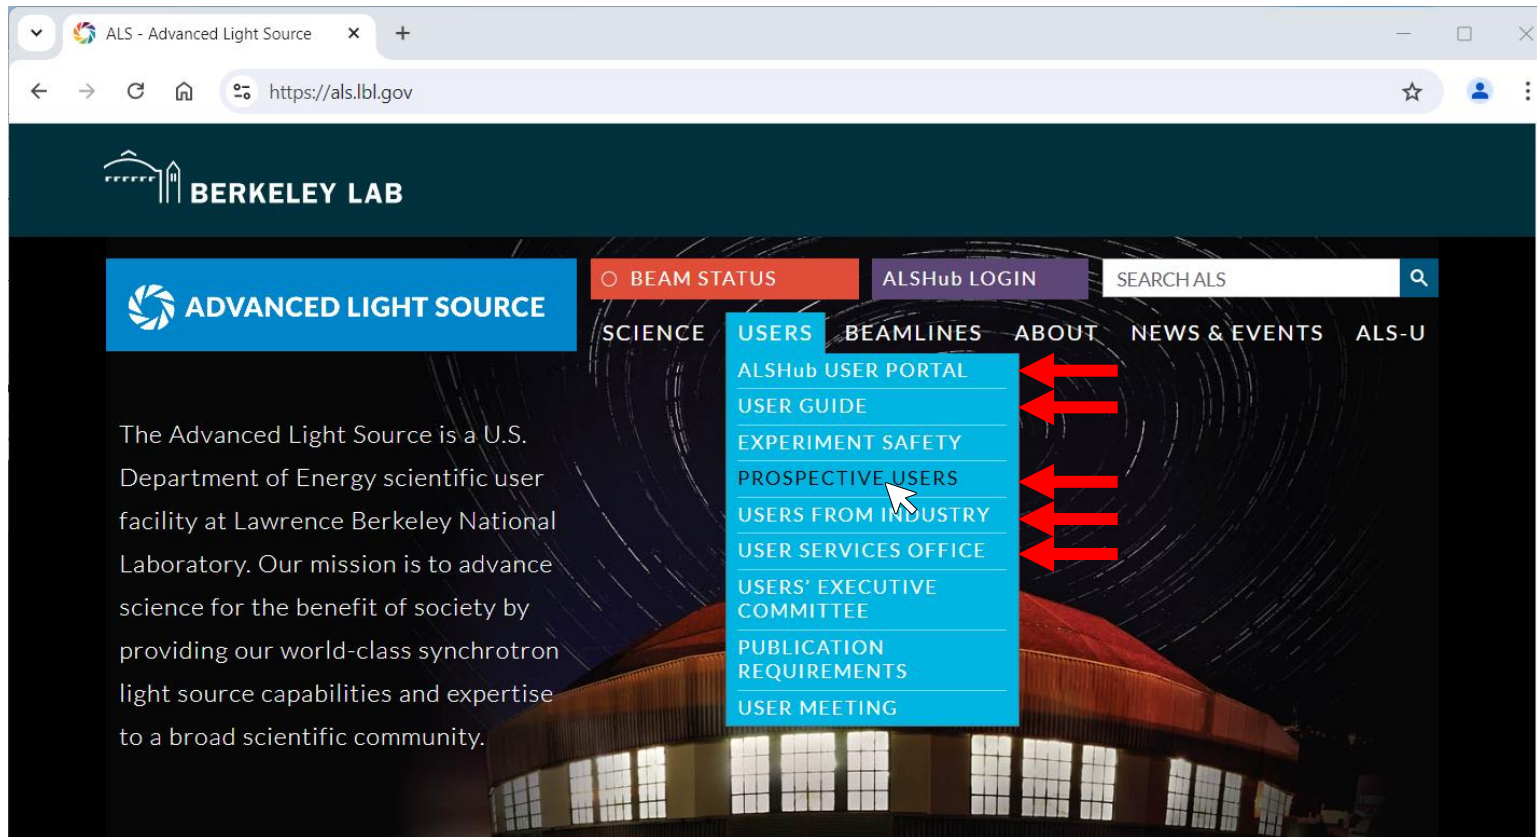 ALS - Advanced Light Source
https://als.lbl.gov
BERKELEY LAB
BEAM STATUS
ALSHub LOGIN
SEARCH ALS
ADVANCED LIGHT SOURCE
SCIENCE
USERS
BEAMLINES
ABOUT
NEWS & EVENTS
ALS-U
ALSHub USER PORTAL
USER GUIDE
EXPERIMENT SAFETY
PROSPECTIVE USERS
USERS FROM INDUSTRY
USER SERVICES OFFICE
USERS' EXECUTIVE
COMMITTEE
PUBLICATION
REQUIREMENTS
USER MEETING
The Advanced Light Source is a U.S.
Department of Energy scientific user
facility at Lawrence Berkeley National
Laboratory. Our mission is to advance
science for the benefit of society by
providing our world-class synchrotron
light source capabilities and expertise
to a broad scientific community.